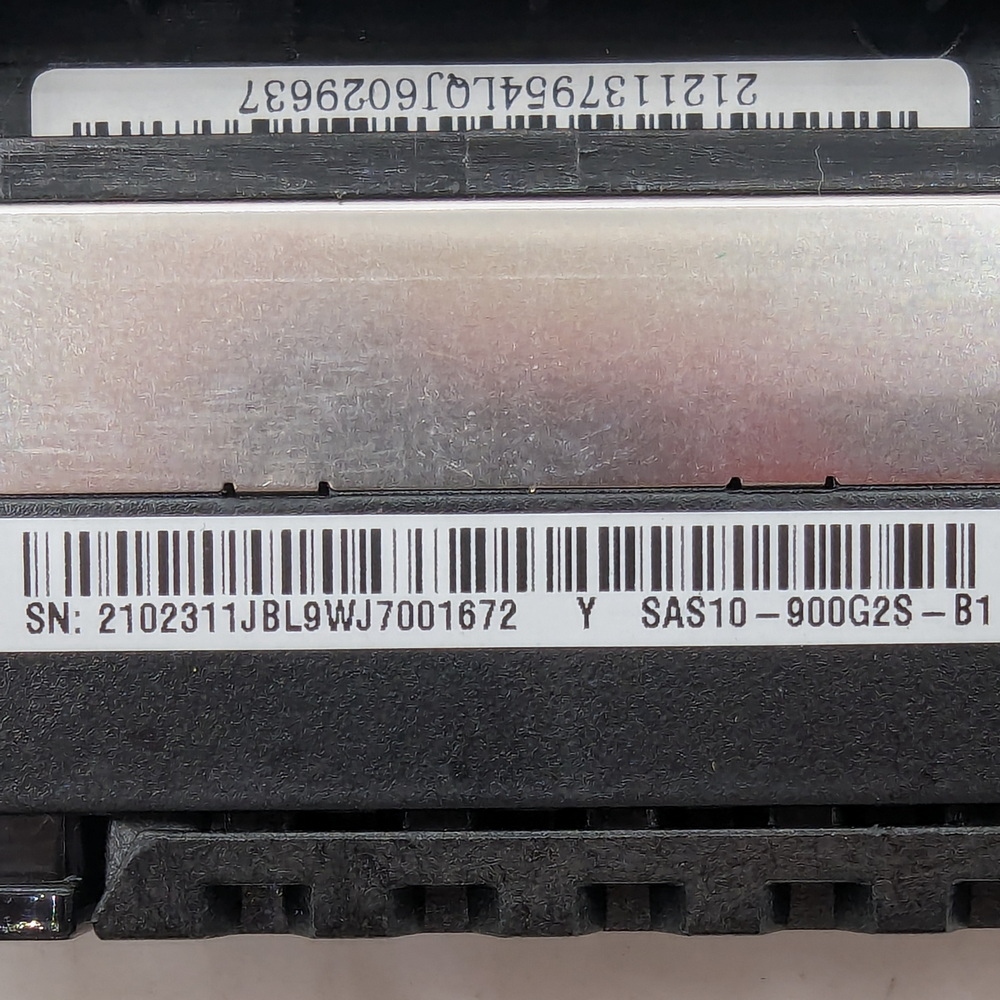 2121137954LQJ6029637
SN: 2102311JBL9WJ7001672 Y SAS10-900G2S-B1